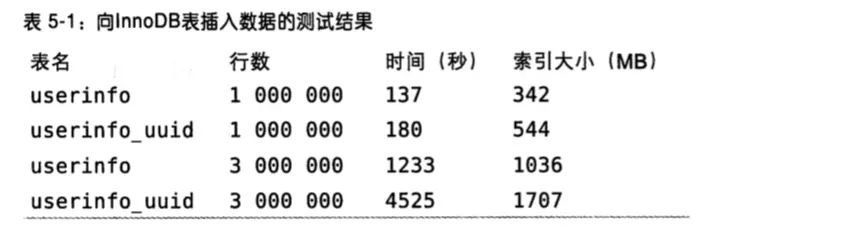 表 5-1：向InnoDB表插入数据的测试结果
表名 行数 时间（秒） 索引大小（MB）
userinfo 1 000 000 137 342
userinfo_uuid 1 000 000 180 544
userinfo 3 000 000 1233 1036
userinfo_uuid 3 000 000 4525 1707